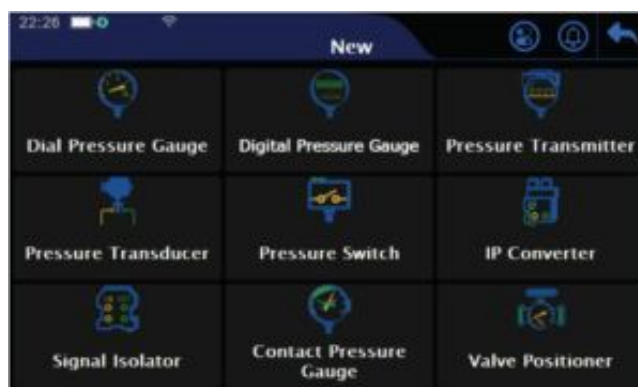 22:26
New
Dial Pressure Gauge
Digital Pressure Gauge
Pressure Transmitter
Pressure Transducer
Pressure Switch
IP Converter
Signal Isolator
Contact Pressure
Gauge
Valve Positioner